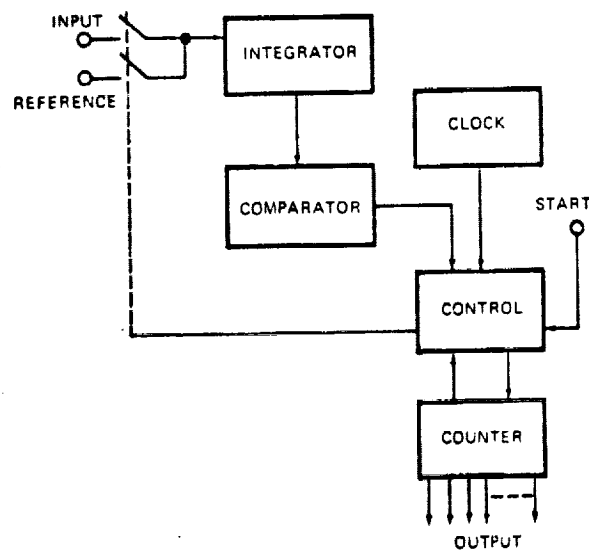 INPUT
INTEGRATOR
REFERENCE
CLOCK
COMPARATOR
START
CONTROL
COUNTER
OUTPUT